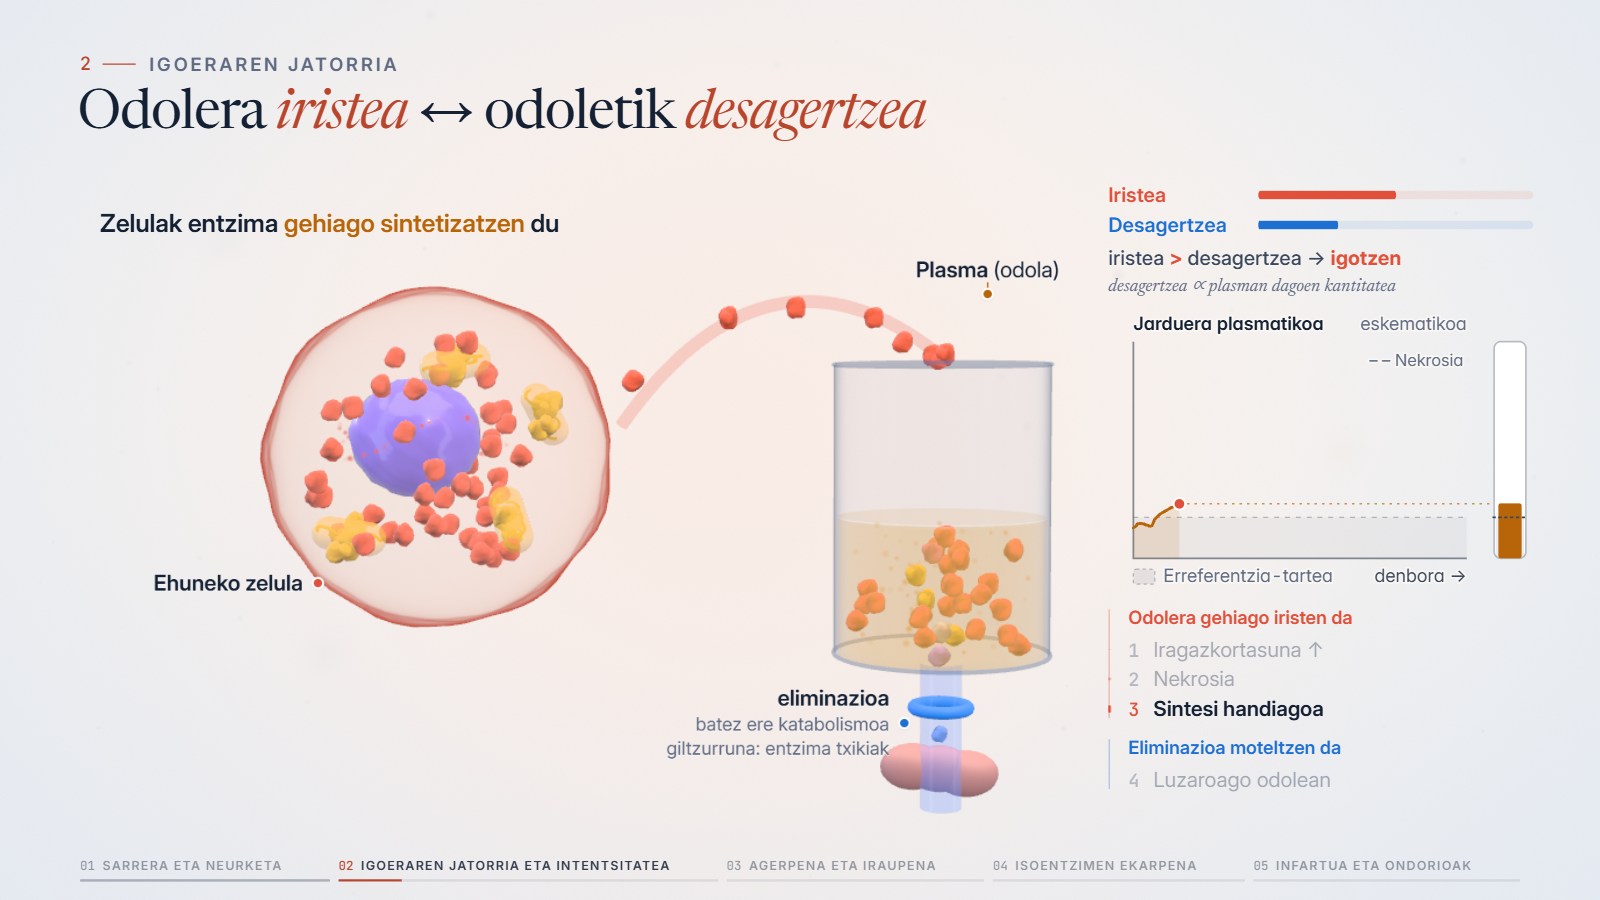 2 — IGOERAREN JATORRIA
Odolera iristea ↔ odoletik desagertzea
Zelulak entzima gehiago sintetizatzen du
Plasma (odola)
Ehuneko zelula
eliminazioa
batez ere katabolismoa
giltzurruna: entzima txikiak
Iristea
Desagertzea
iristea > desagertzea → igotzen
desagertzea ∝ plasman dagoen kantitatea
Jarduera plasmatikoa eskematikoa
-- Nekrosia
Erreferentzia-tartea denbora →
Odolera gehiago iristen da
1 Iragazkortasuna ↑
2 Nekrosia
3 Sintesi handiagoa
Eliminazioa moteltzen da
4 Luzaroago odolean
01 SARRERA ETA NEURKETA
02 IGOERAREN JATORRIA ETA INTENTSITATEA
03 AGERPENA ETA IRAUPENA
04 ISOENTZIMEN EKARPENA
05 INFARTUA ETA ONDORIOAK